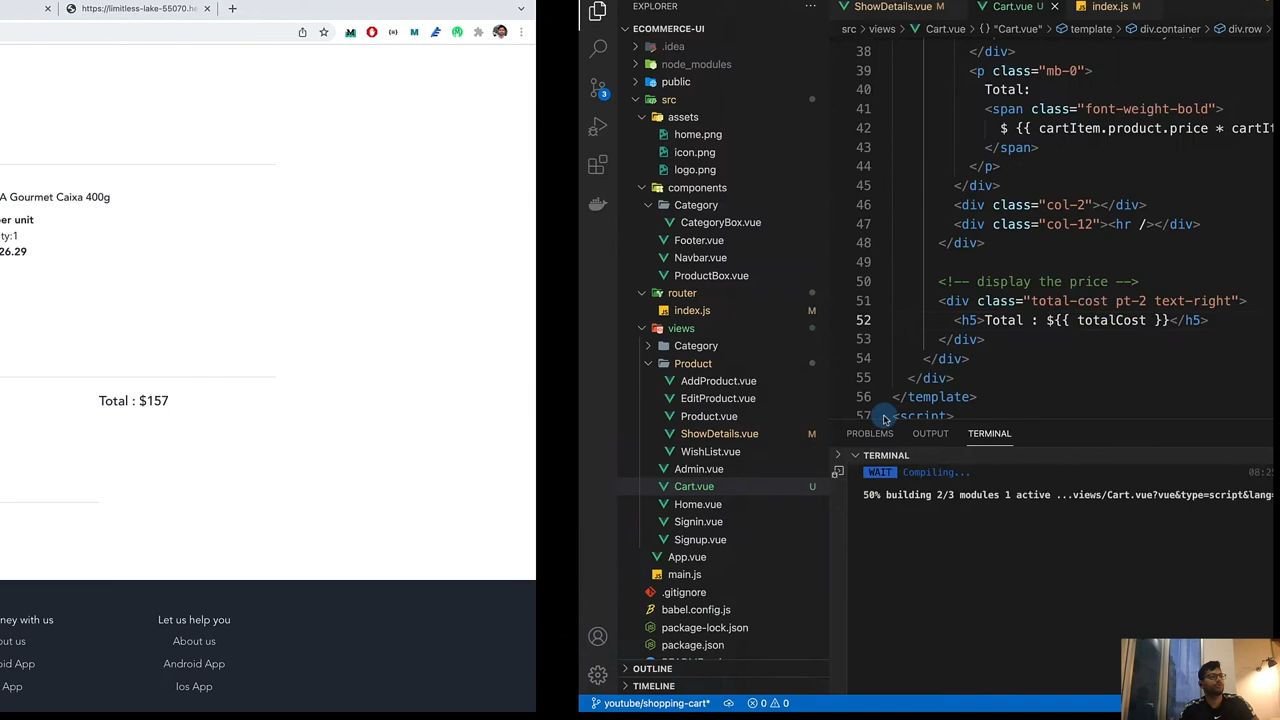 https://limitless-lake-55070.he
A Gourmet Caixa 400g
er unit
ty:1
26.29
Total : $157
ney with us
Let us help you
out us
About us
oid App
Android App
App
Ios App
EXPLORER
ECOMMERCE-UI
.idea
node_modules
public
src
assets
home.png
icon.png
logo.png
components
Category
CategoryBox.vue
Footer.vue
Navbar.vue
ProductBox.vue
router
index.js M
views
Category
Product
AddProduct.vue
EditProduct.vue
Product.vue
ShowDetails.vue M
WishList.vue
Admin.vue
Cart.vue U
Home.vue
Signin.vue
Signup.vue
App.vue
main.js
.gitignore
babel.config.js
package-lock.json
package.json
OUTLINE
TIMELINE
3
youtube/shopping-cart* 0 0
ShowDetails.vue M Cart.vue U index.js M
src > views > Cart.vue > {} "Cart.vue" > template > div.container > div.row
38 </div>
39 <p class="mb-0">
40 Total:
41 <span class="font-weight-bold">
42 $ {{ cartItem.product.price * cartI
43 </span>
44 </p>
45 </div>
46 <div class="col-2"></div>
47 <div class="col-12"><hr /></div>
48 </div>
49
50 <!-- display the price -->
51 <div class="total-cost pt-2 text-right">
52 <h5>Total : ${{ totalCost }}</h5>
53 </div>
54 </div>
55 </div>
56 </template>
57 <script>
PROBLEMS OUTPUT TERMINAL
TERMINAL
WAIT Compiling... 08:2
50% building 2/3 modules 1 active ...views/Cart.vue?vue&type=script&lang=